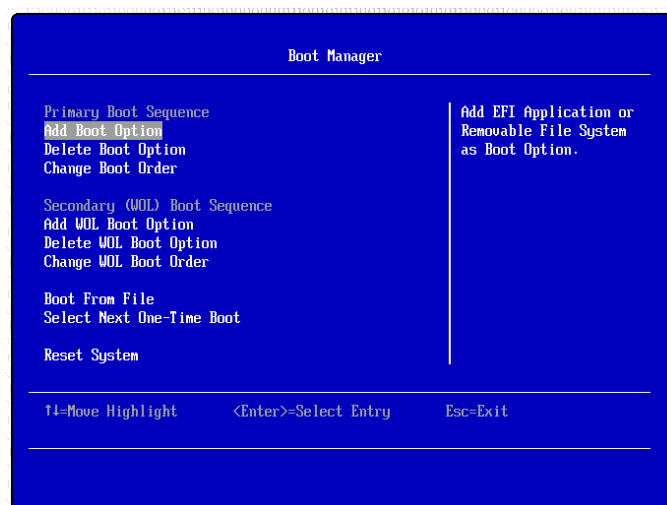 Boot Manager
Primary Boot Sequence
Add Boot Option
Delete Boot Option
Change Boot Order
Secondary (WOL) Boot Sequence
Add WOL Boot Option
Delete WOL Boot Option
Change WOL Boot Order
Boot From File
Select Next One-Time Boot
Reset System
Add EFI Application or
Removable File System
as Boot Option.
↑↓=Move Highlight <Enter>=Select Entry Esc=Exit